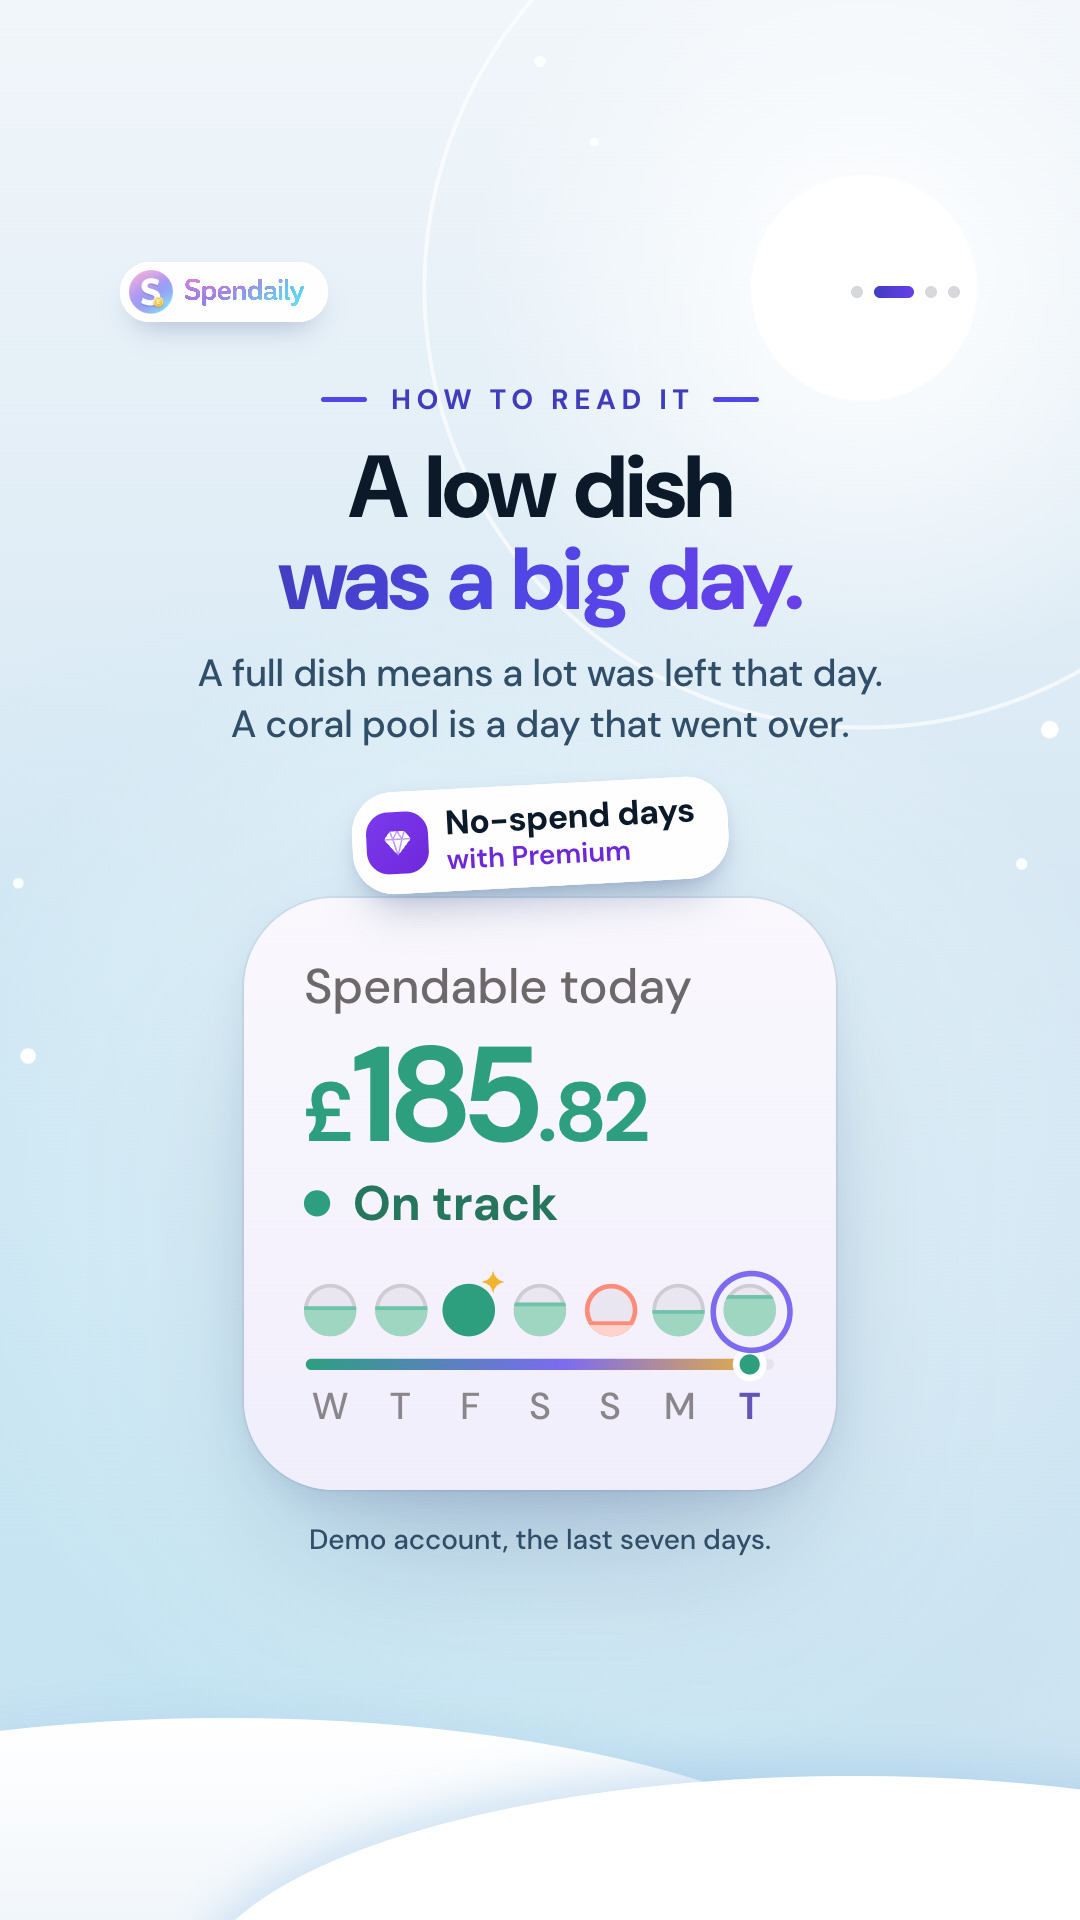 Spendaily
HOW TO READ IT
A low dish
was a big day.
A full dish means a lot was left that day.
A coral pool is a day that went over.
No-spend days
with Premium
Spendable today
£185.82
On track
W T F S S M T
Demo account, the last seven days.